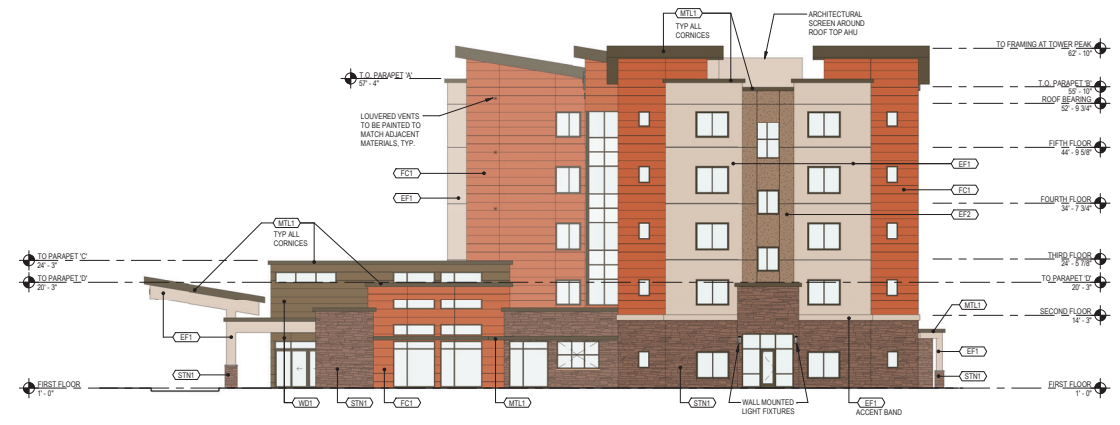 MTL1
TYP ALL
CORNICES
ARCHITECTURAL
SCREEN AROUND
ROOF TOP AHU
TO FRAMING AT TOWER PEAK
62' - 10"
T.O. PARAPET 'A'
57' - 4"
T.O. PARAPET 'B'
55' - 10"
ROOF BEARING
52' - 9 3/4"
LOUVERED VENTS
TO BE PAINTED TO
MATCH ADJACENT
MATERIALS, TYP.
FIFTH FLOOR
44' - 9 5/8"
EF1
FC1
FC1
EF1
FOURTH FLOOR
34' - 7 3/4"
EF2
MTL1
TYP ALL
CORNICES
TO PARAPET 'C'
24' - 3"
THIRD FLOOR
24' - 5 7/8"
TO PARAPET 'D'
20' - 3"
TO PARAPET 'D'
20' - 3"
MTL1
SECOND FLOOR
14' - 3"
EF1
EF1
STN1
STN1
FIRST FLOOR
1' - 0"
FIRST FLOOR
1' - 0"
WD1
STN1
FC1
MTL1
STN1
WALL MOUNTED
LIGHT FIXTURES
EF1
ACCENT BAND